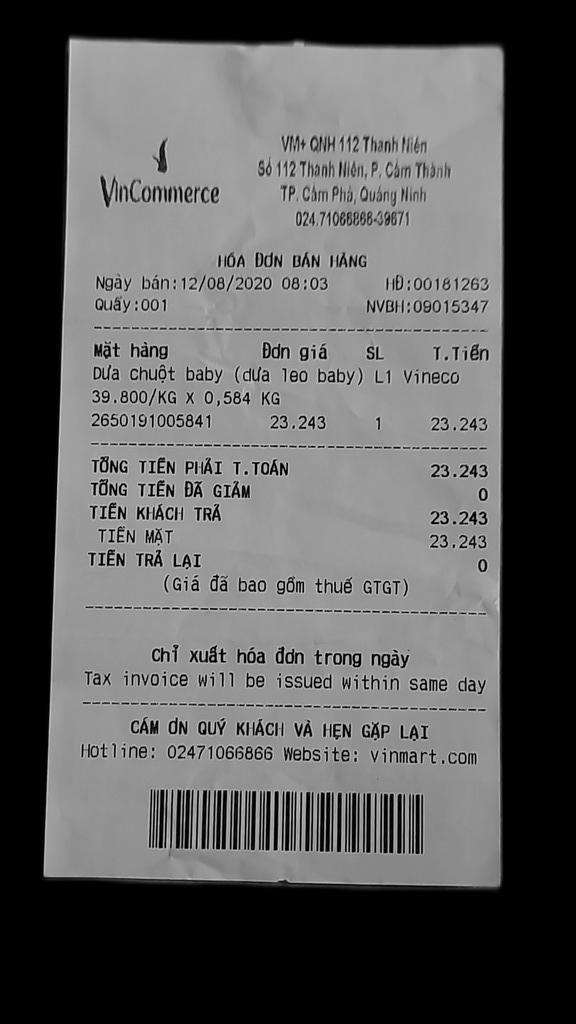 VinCommerce
VM+ QNH 112 Thanh Niên
Số 112 Thanh Niên, P. Cẩm Thành
TP. Cẩm Phả, Quảng Ninh
024.71066866-39671
HÓA ĐƠN BÁN HÀNG
Ngày bán:12/08/2020 08:03 HĐ:00181263
Quầy:001 NVBH:09015347
Mặt hàng Đơn giá SL T.Tiền
Dưa chuột baby (dưa leo baby) L1 Vineco
39.800/KG X 0,584 KG
2650191005841 23.243 1 23.243
TỔNG TIỀN PHẢI T.TOÁN 23.243
TỔNG TIỀN ĐÃ GIẢM 0
TIỀN KHÁCH TRẢ 23.243
TIỀN MẶT 23.243
TIỀN TRẢ LẠI 0
(Giá đã bao gồm thuế GTGT)
Chỉ xuất hóa đơn trong ngày
Tax invoice will be issued within same day
CẢM ƠN QUÝ KHÁCH VÀ HẸN GẶP LẠI
Hotline: 02471066866 Website: vinmart.com